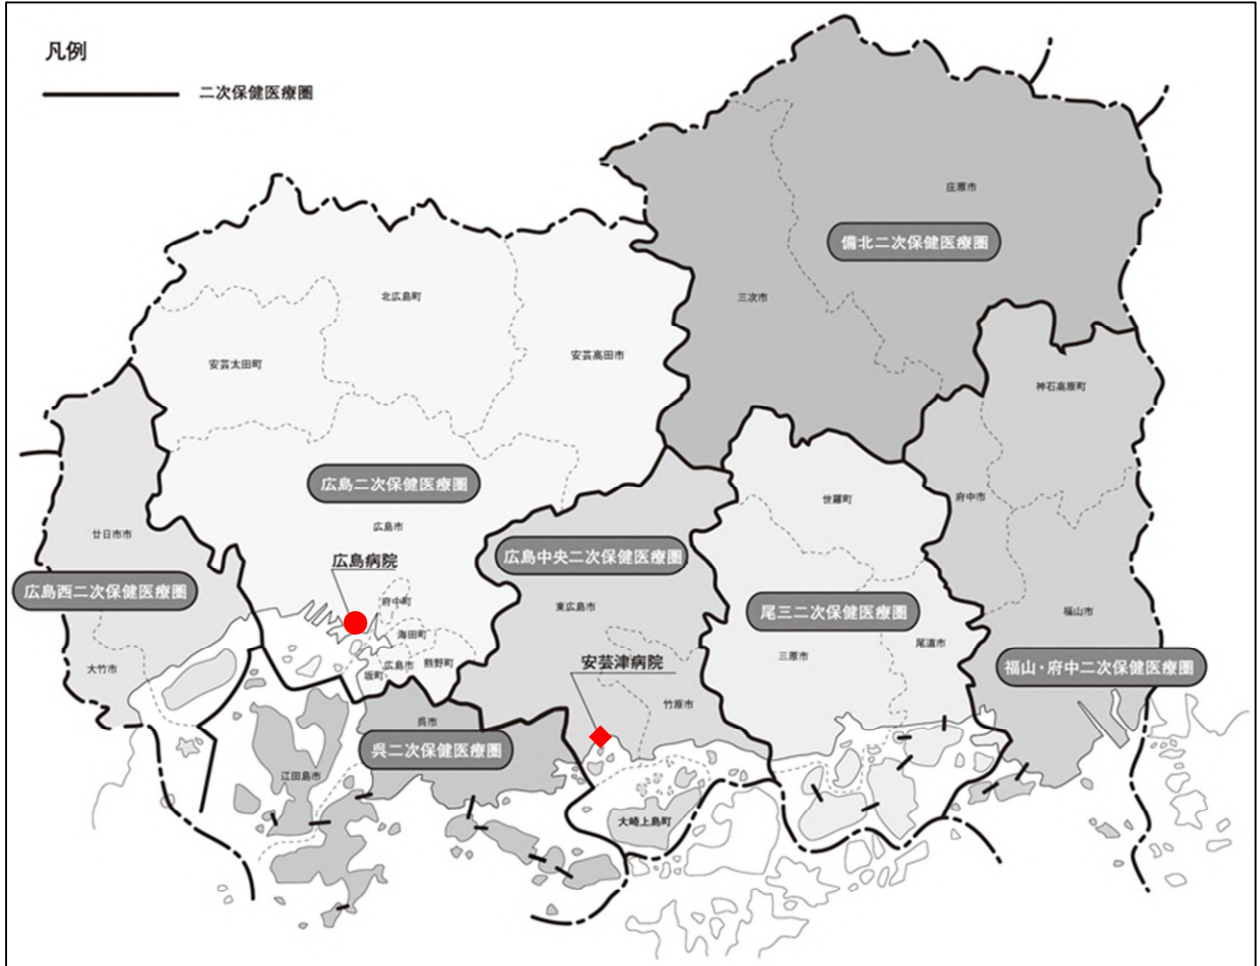 凡例
二次保健医療圏
庄原市
備北二次保健医療圏
三次市
北広島町
安芸太田町
安芸高田市
神石高原町
広島二次保健医療圏
世羅町
府中市
広島市
廿日市市
広島中央二次保健医療圏
広島病院
広島西二次保健医療圏
府中町
東広島市
尾三二次保健医療圏
福山市
海田町
尾道市
三原市
安芸津病院
広島市
熊野町
福山・府中二次保健医療圏
大竹市
坂町
竹原市
呉市
呉二次保健医療圏
江田島市
大崎上島町